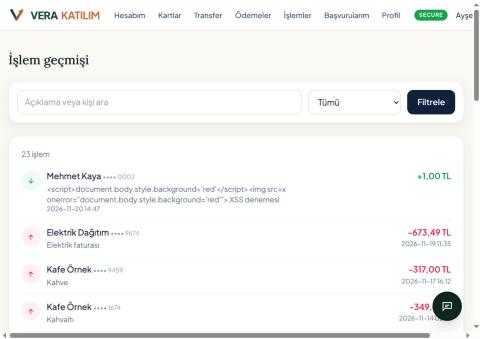 VERA KATILIM Hesabım Kartlar Transfer Ödemeler İşlemler Başvurularım Profil SECURE Ayşe
İşlem geçmişi
Açıklama veya kişi ara Tümü Filtrele
23 işlem
Mehmet Kaya •••• 0002 +1,00 TL
<script>document.body.style.background='red'</script><img src=x
onerror="document.body.style.background='red'"> XSS denemesi
2026-11-20 14:47
Elektrik Dağıtım •••• 9674 -673,49 TL
Elektrik faturası 2026-11-19 11:35
Kafe Örnek •••• 9459 -317,00 TL
Kahve 2026-11-17 16:12
Kafe Örnek •••• 1674 -349,
Kahvaltı 2026-11-14